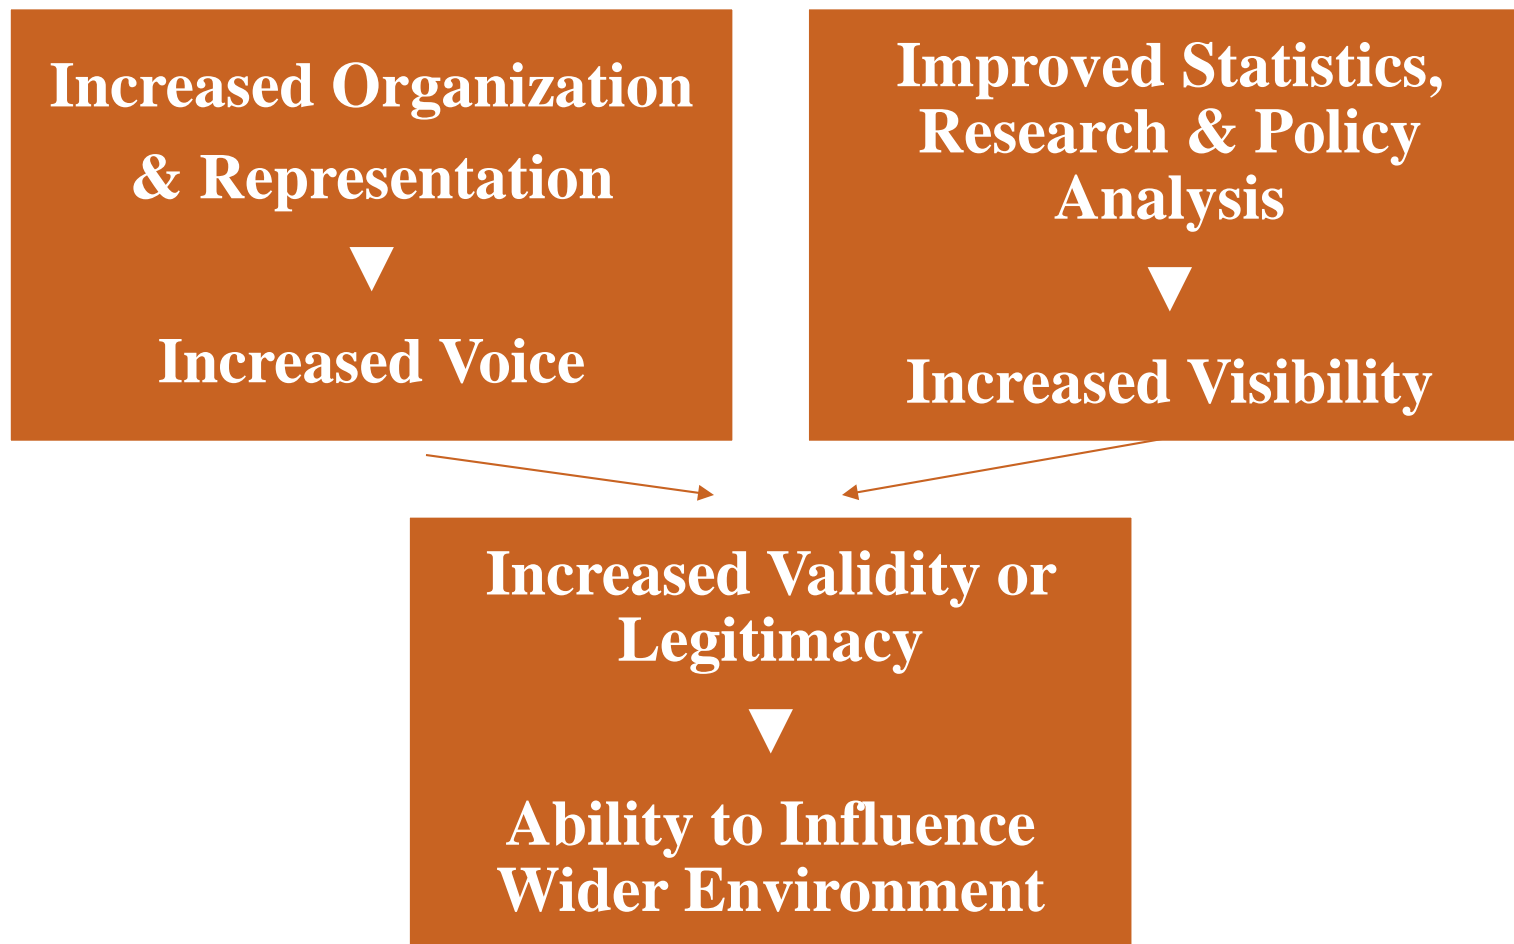 Increased Organization
& Representation
Increased Voice
Improved Statistics,
Research & Policy
Analysis
Increased Visibility
Increased Validity or
Legitimacy
Ability to Influence
Wider Environment